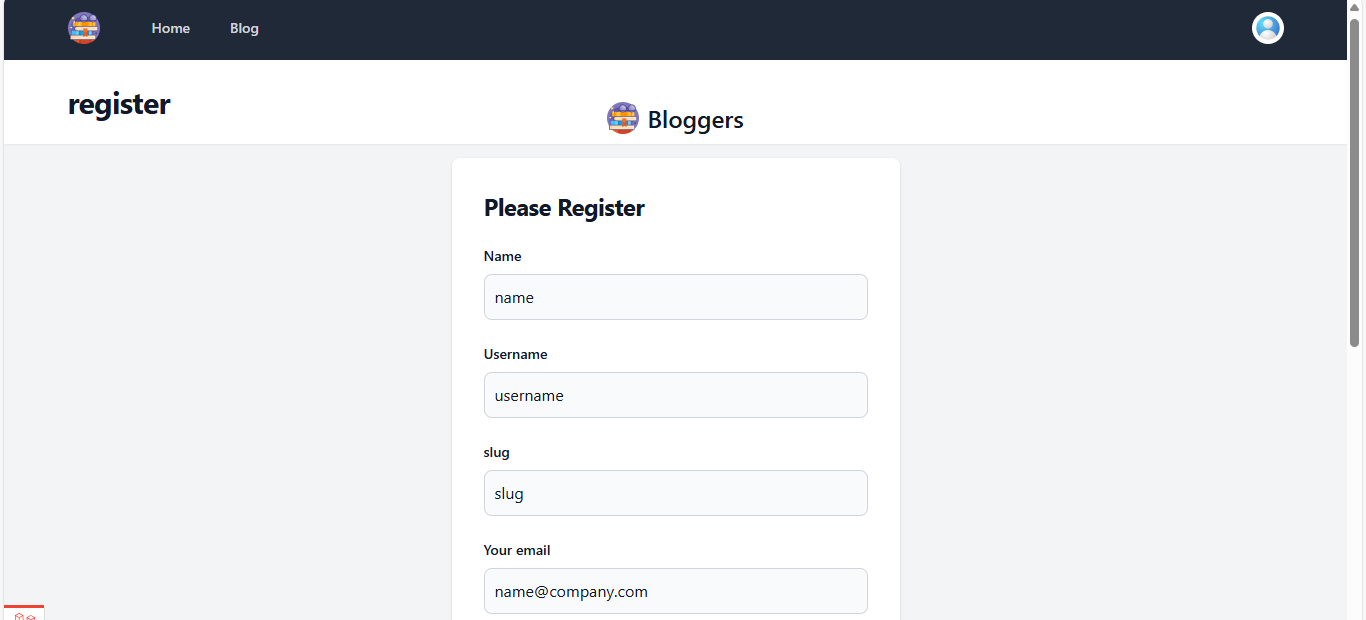 Home Blog
register
Bloggers
Please Register
Name
name
Username
username
slug
slug
Your email
name@company.com